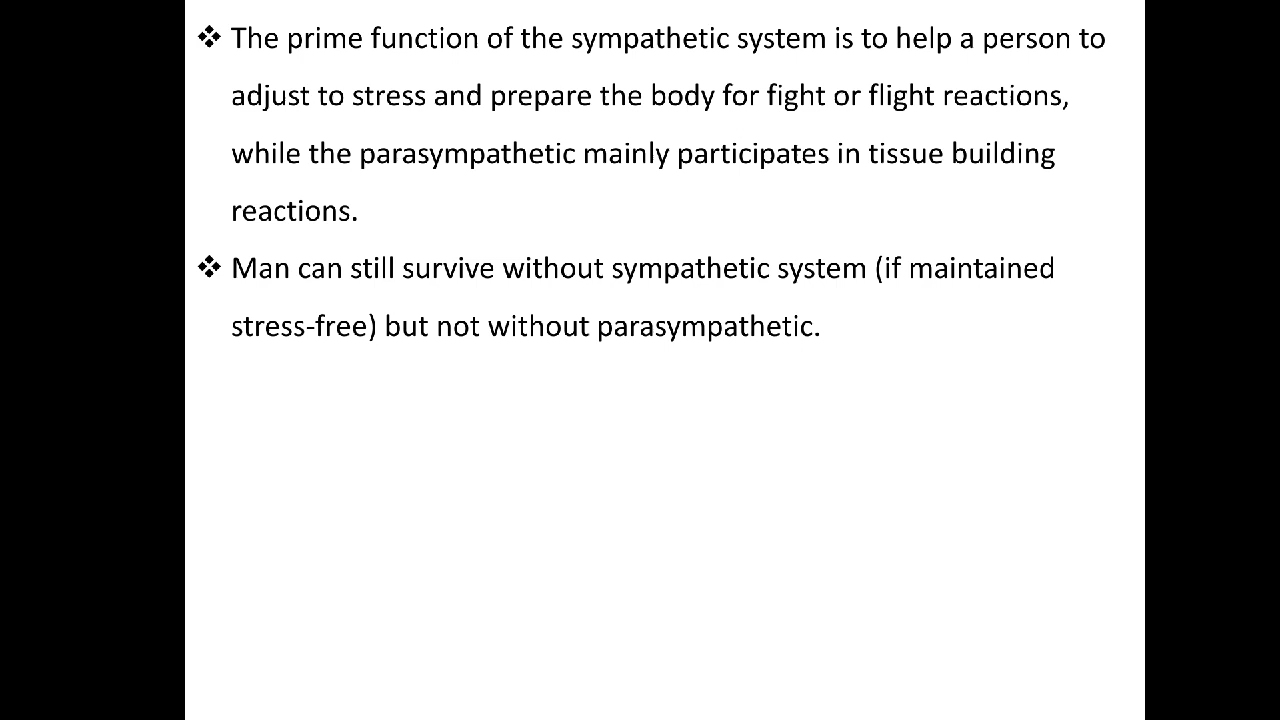 ❖ The prime function of the sympathetic system is to help a person to
adjust to stress and prepare the body for fight or flight reactions,
while the parasympathetic mainly participates in tissue building
reactions.
❖ Man can still survive without sympathetic system (if maintained
stress-free) but not without parasympathetic.